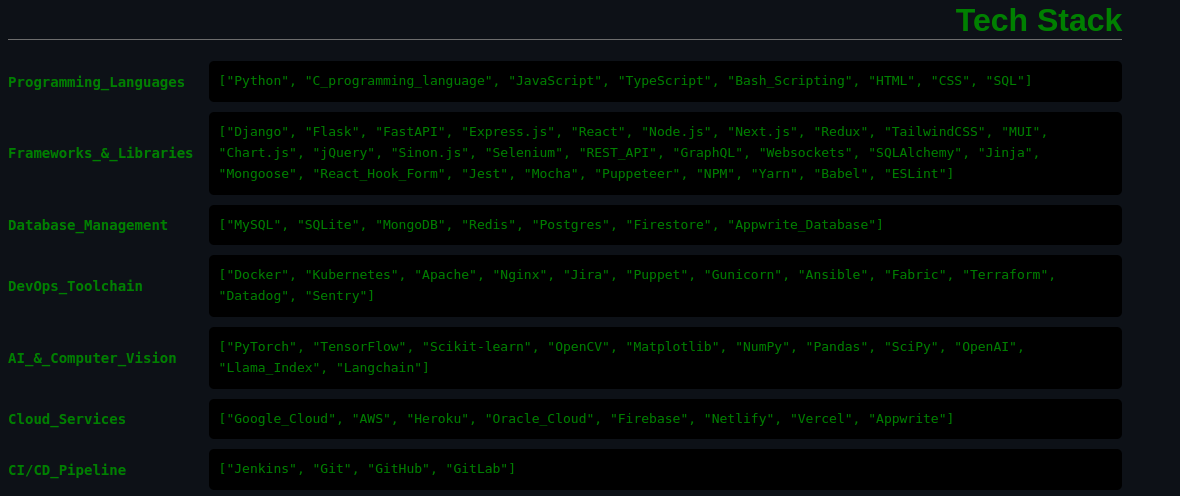 Tech Stack
Programming_Languages
["Python", "C_programming_language", "JavaScript", "TypeScript", "Bash_Scripting", "HTML", "CSS", "SQL"]
Frameworks_&_Libraries
["Django", "Flask", "FastAPI", "Express.js", "React", "Node.js", "Next.js", "Redux", "TailwindCSS", "MUI",
"Chart.js", "jQuery", "Sinon.js", "Selenium", "REST_API", "GraphQL", "Websockets", "SQLAlchemy", "Jinja",
"Mongoose", "React_Hook_Form", "Jest", "Mocha", "Puppeteer", "NPM", "Yarn", "Babel", "ESLint"]
Database_Management
["MySQL", "SQLite", "MongoDB", "Redis", "Postgres", "Firestore", "Appwrite_Database"]
DevOps_Toolchain
["Docker", "Kubernetes", "Apache", "Nginx", "Jira", "Puppet", "Gunicorn", "Ansible", "Fabric", "Terraform",
"Datadog", "Sentry"]
AI_&_Computer_Vision
["PyTorch", "TensorFlow", "Scikit-learn", "OpenCV", "Matplotlib", "NumPy", "Pandas", "SciPy", "OpenAI",
"Llama_Index", "Langchain"]
Cloud_Services
["Google_Cloud", "AWS", "Heroku", "Oracle_Cloud", "Firebase", "Netlify", "Vercel", "Appwrite"]
CI/CD_Pipeline
["Jenkins", "Git", "GitHub", "GitLab"]